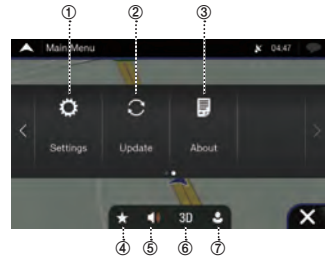 ① ② ③
Main Menu 04:47
Settings Update About
3D
④ ⑤ ⑥ ⑦